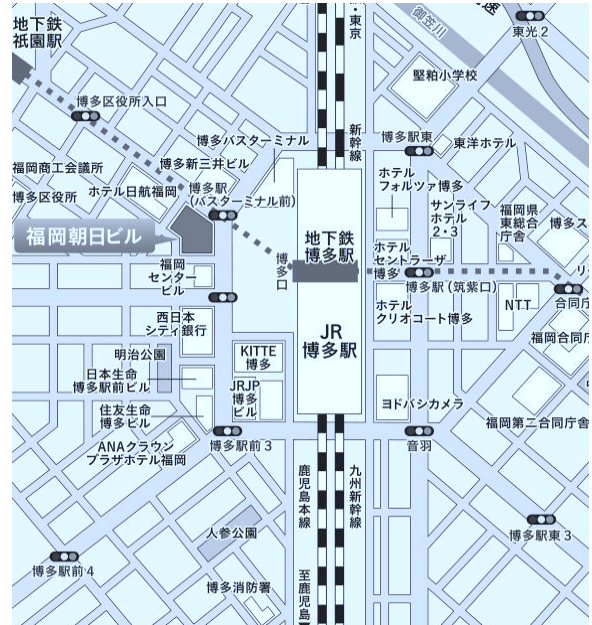 ・東京
御笠川
速
東光2
地下鉄
祇園駅
堅粕小学校
博多区役所入口
新幹線
博多バスターミナル
博多駅東
東洋ホテル
福岡商工会議所
博多新三井ビル
ホテル
フォルツァ博多
博多区役所
ホテル日航福岡
博多駅
(バスターミナル前)
サンライフ
ホテル
2・3
福岡県
東総合
庁舎
博多ス
福岡朝日ビル
地下鉄
博多駅
ホテル
セントラーザ
博多
博多口
福岡
センター
ビル
博多駅(筑紫口)
リ
合同庁
ホテル
クリオコート博多
NTT
西日本
シティ銀行
JR
博多駅
福岡合同庁
明治公園
KITTE
博多
日本生命
博多駅前ビル
JRJP
博多
ビル
住友生命
博多ビル
ヨドバシカメラ
福岡第二合同庁舎
ANAクラウン
プラザホテル福岡
博多駅前3
音羽
鹿児島本線
九州新幹線
人参公園
博多駅東3
博多駅前4
博多消防署
至鹿児島